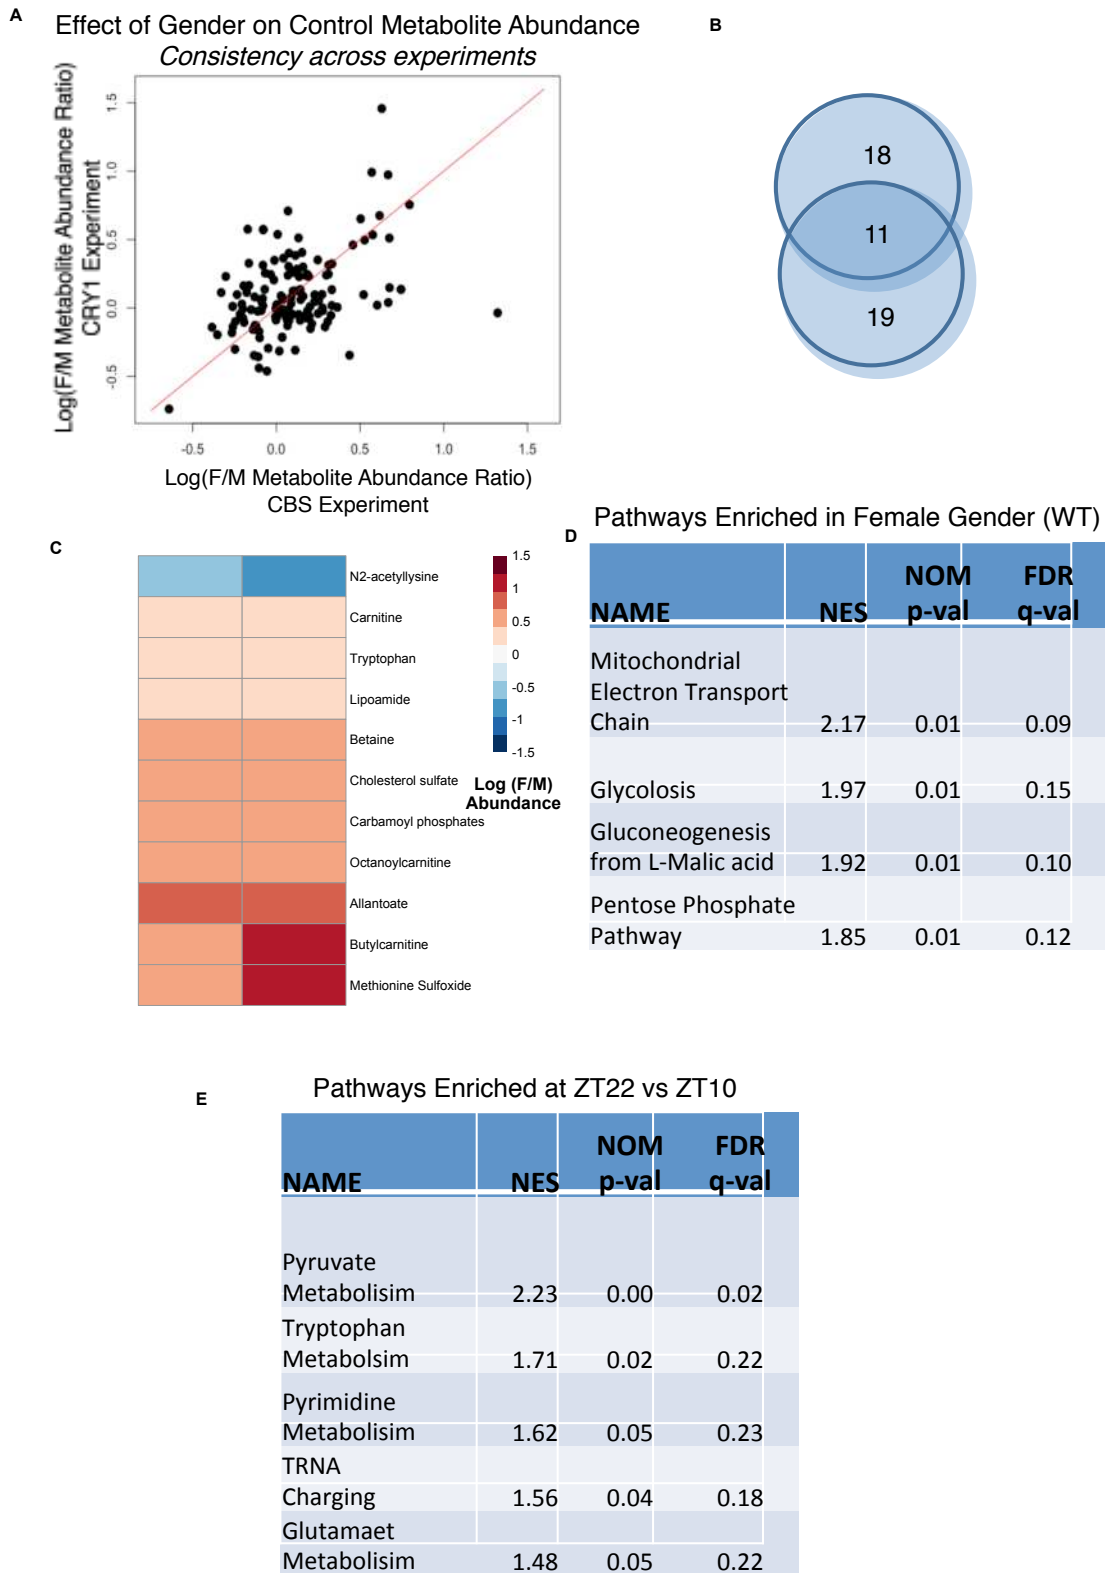 A
Effect of Gender on Control Metabolite Abundance
Consistency across experiments
Log(F/M Metabolite Abundance Ratio)
CRY1 Experiment
1.5
1.0
0.5
0.0
-0.5
-0.5 0.0 0.5 1.0 1.5
Log(F/M Metabolite Abundance Ratio)
CBS Experiment
B
18
11
19
C
N2-acetyllysine
Carnitine
Tryptophan
Lipoamide
Betaine
Cholesterol sulfate
Carbamoyl phosphates
Octanoylcarnitine
Allantoate
Butylcarnitine
Methionine Sulfoxide
1.5
1
0.5
0
-0.5
-1
-1.5
Log (F/M)
Abundance
D
Pathways Enriched in Female Gender (WT)
NOM FDR
NAME NES p-val q-val
Mitochondrial
Electron Transport
Chain 2.17 0.01 0.09
Glycolosis 1.97 0.01 0.15
Gluconeogenesis
from L-Malic acid 1.92 0.01 0.10
Pentose Phosphate
Pathway 1.85 0.01 0.12
E
Pathways Enriched at ZT22 vs ZT10
NOM FDR
NAME NES p-val q-val
Pyruvate
Metabolisim 2.23 0.00 0.02
Tryptophan
Metabolsim 1.71 0.02 0.22
Pyrimidine
Metabolisim 1.62 0.05 0.23
TRNA
Charging 1.56 0.04 0.18
Glutamaet
Metabolisim 1.48 0.05 0.22